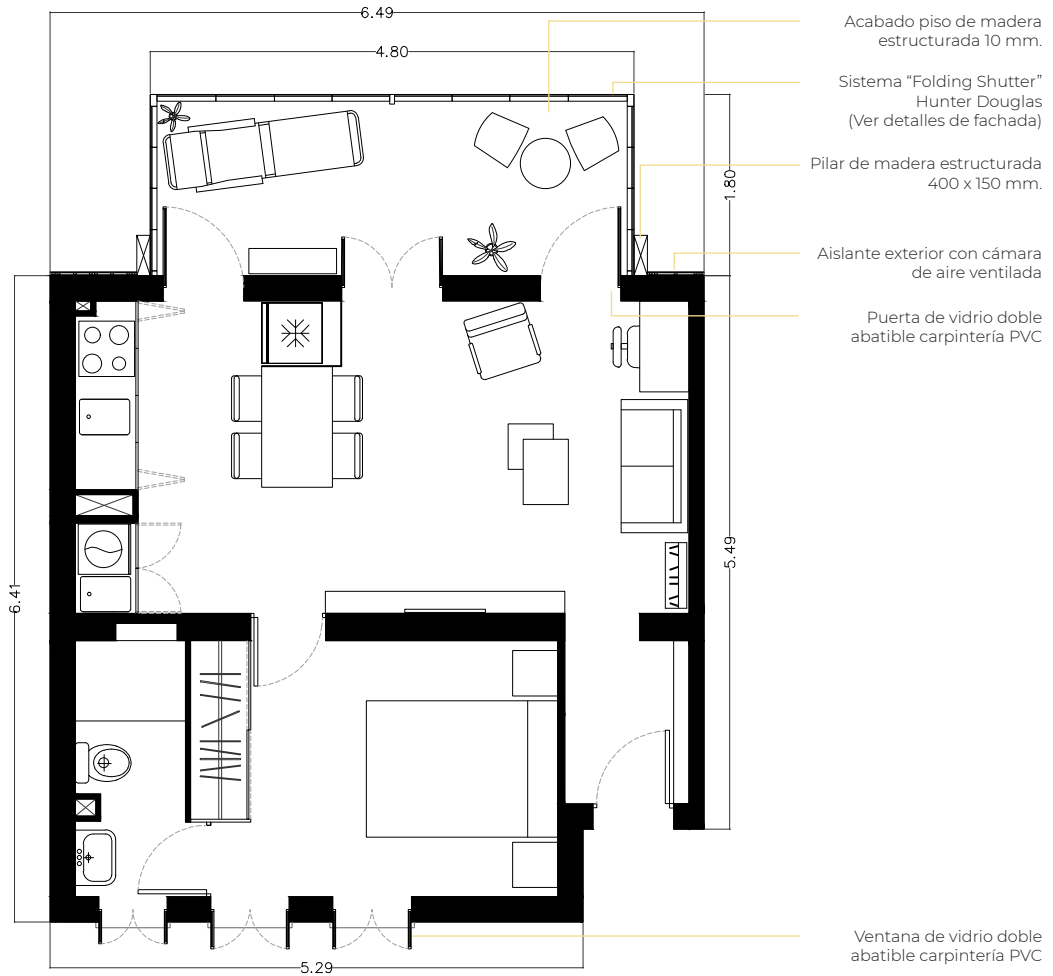 6.49
4.80
Acabado piso de madera
estructurada 10 mm.
Sistema “Folding Shutter”
Hunter Douglas
(Ver detalles de fachada)
Pilar de madera estructurada
400 x 150 mm.
1.80
Aislante exterior con cámara
de aire ventilada
Puerta de vidrio doble
abatible carpintería PVC
5.49
6.41
Ventana de vidrio doble
abatible carpintería PVC
5.29